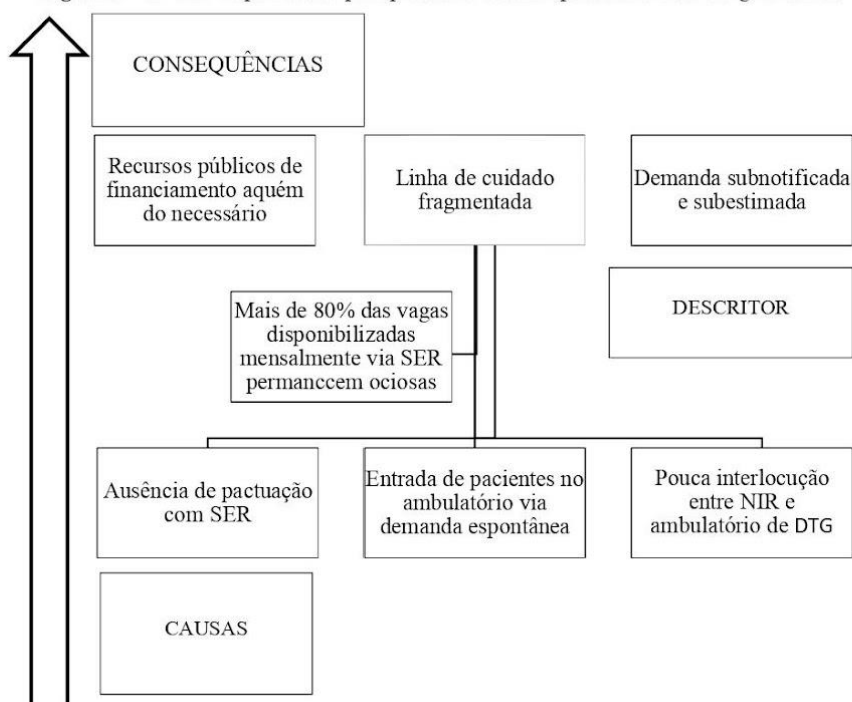 CONSEQUÊNCIAS
Recursos públicos de
financiamento aquém
do necessário
Linha de cuidado
fragmentada
Demanda subnotificada
e subestimada
Mais de 80% das vagas
disponibilizadas
mensalmente via SER
permanecem ociosas
DESCRITOR
Ausência de pactuação
com SER
Entrada de pacientes no
ambulatório via
demanda espontânea
Pouca interlocução
entre NIR e
ambulatório de DTG
CAUSAS